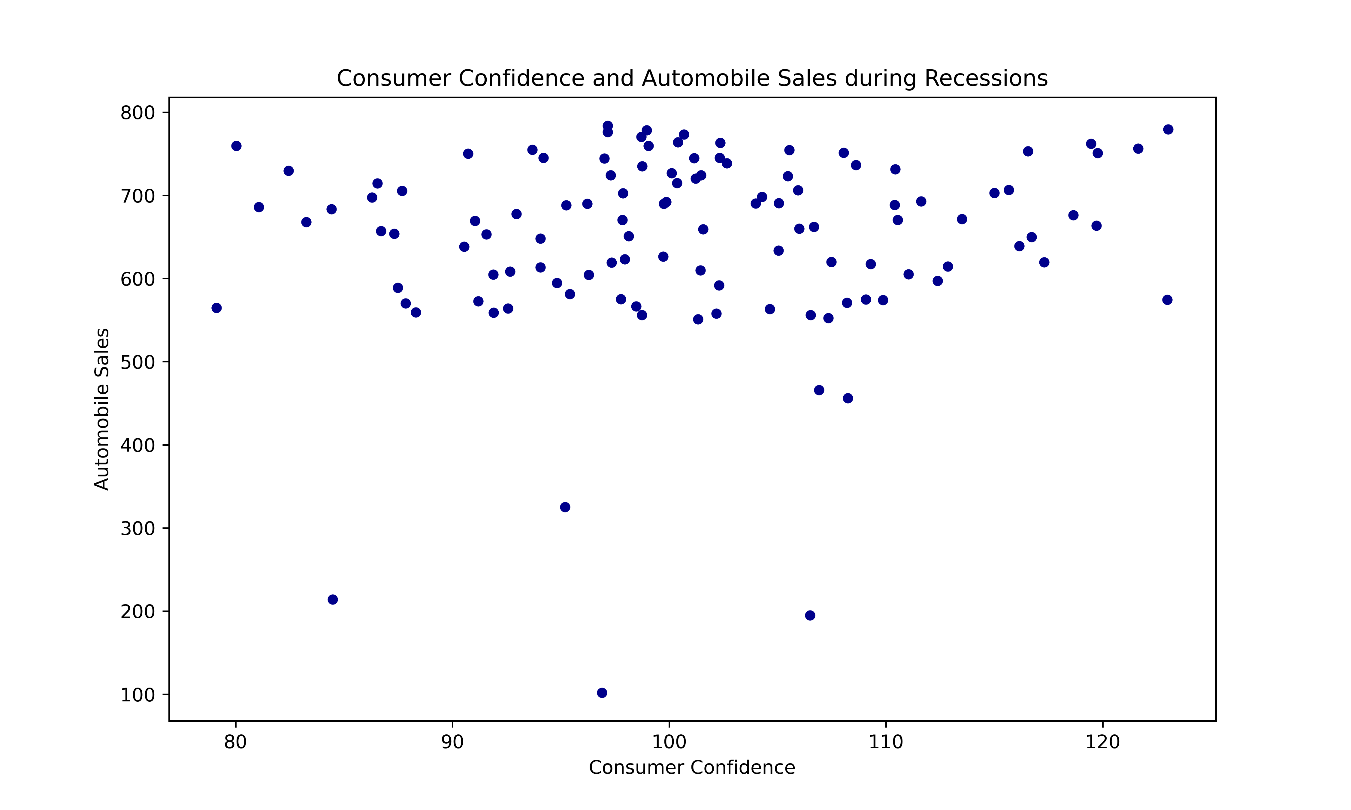 Consumer Confidence and Automobile Sales during Recessions
800
700
600
500
400
300
200
100
Automobile Sales
80 90 100 110 120
Consumer Confidence